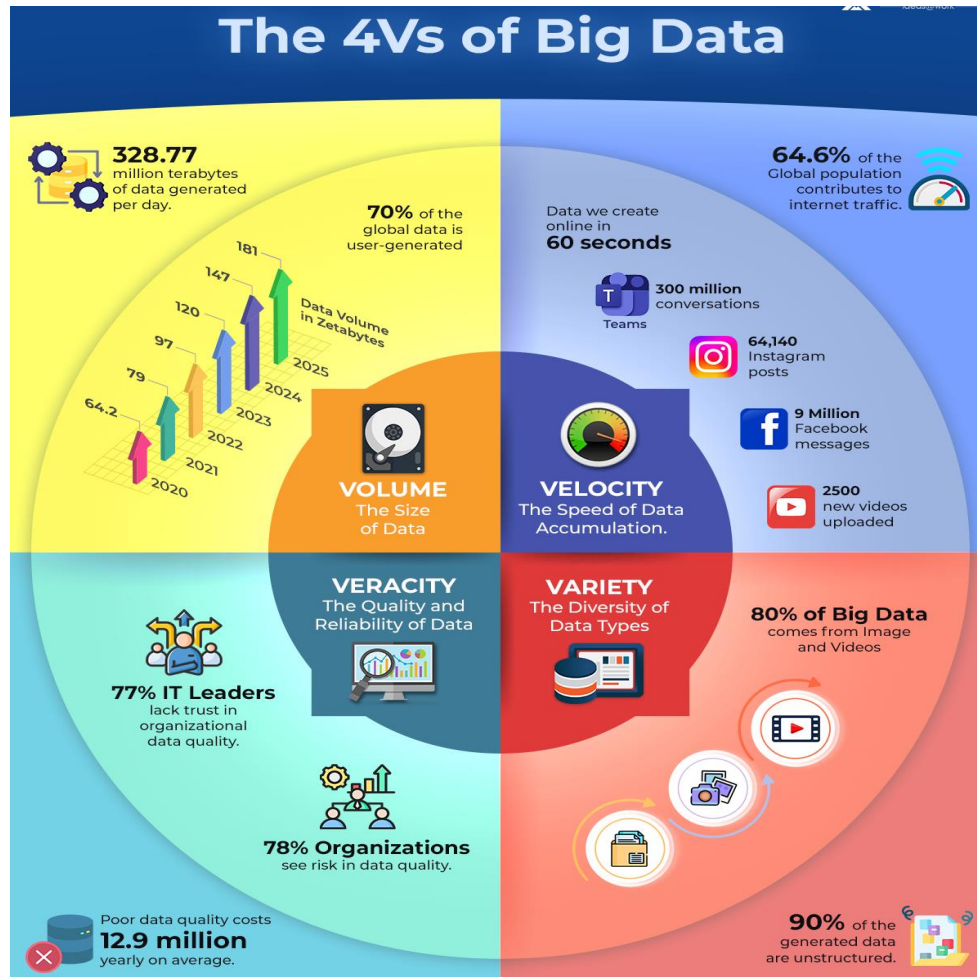 ideas@work
The 4Vs of Big Data
328.77
million terabytes
of data generated
per day.
70% of the
global data is
user-generated
181
147
120
97
79
64.2
Data Volume
in Zetabytes
2025
2024
2023
2022
2021
2020
VOLUME
The Size
of Data
64.6% of the
Global population
contributes to
internet traffic.
Data we create
online in
60 seconds
T
Teams
300 million
conversations
64,140
Instagram
posts
f
9 Million
Facebook
messages
2500
new videos
uploaded
VELOCITY
The Speed of Data
Accumulation.
VERACITY
The Quality and
Reliability of Data
77% IT Leaders
lack trust in
organizational
data quality.
78% Organizations
see risk in data quality.
Poor data quality costs
12.9 million
yearly on average.
VARIETY
The Diversity of
Data Types
80% of Big Data
comes from Image
and Videos
90% of the
generated data
are unstructured.